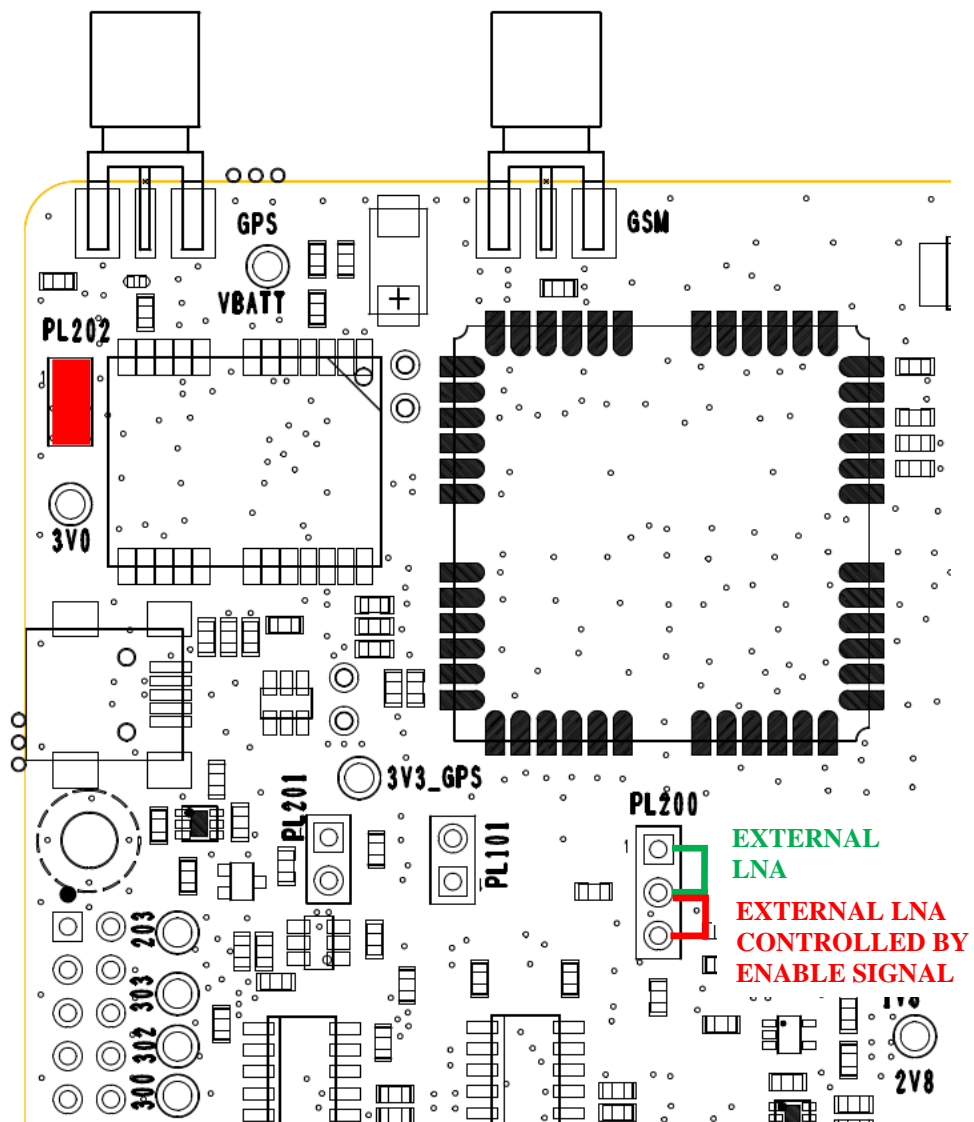 GPS
GSM
VBATT
PL202
1
3V0
3V3_GPS
PL201
PL101
PL200
1
EXTERNAL
LNA
EXTERNAL LNA
CONTROLLED BY
ENABLE SIGNAL
203
303
302
300
2V8